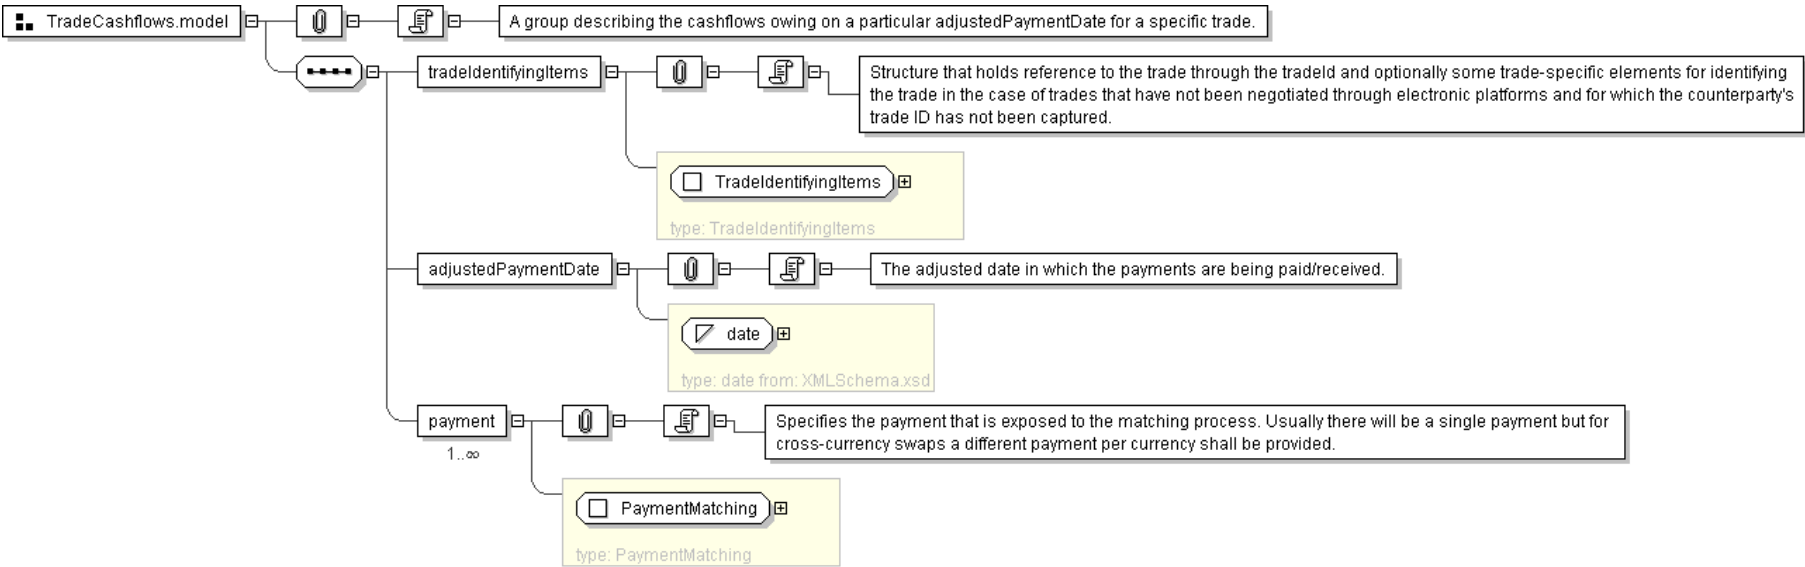 TradeCashflows.model
A group describing the cashflows owing on a particular adjustedPaymentDate for a specific trade.
tradeIdentifyingItems
Structure that holds reference to the trade through the tradeId and optionally some trade-specific elements for identifying
the trade in the case of trades that have not been negotiated through electronic platforms and for which the counterparty's
trade ID has not been captured.
TradeIdentifyingItems
type: TradeIdentifyingItems
adjustedPaymentDate
The adjusted date in which the payments are being paid/received.
date
type: date from: XMLSchema.xsd
payment
1..∞
Specifies the payment that is exposed to the matching process. Usually there will be a single payment but for
cross-currency swaps a different payment per currency shall be provided.
PaymentMatching
type: PaymentMatching